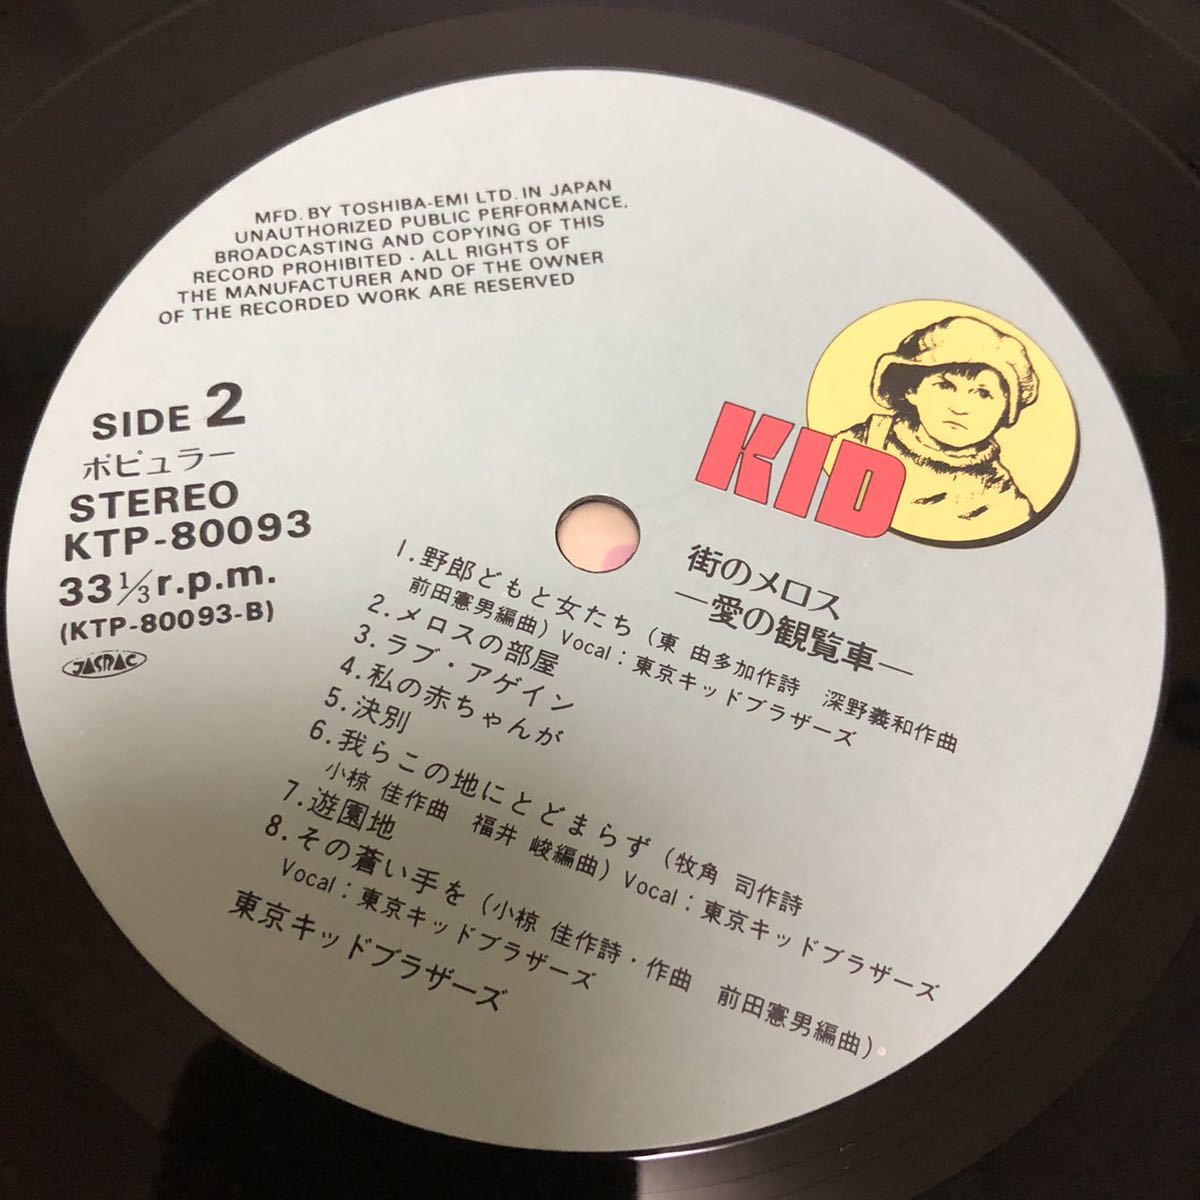 MFD. BY TOSHIBA-EMI LTD. IN JAPAN
UNAUTHORIZED PUBLIC PERFORMANCE,
BROADCASTING AND COPYING OF THIS
RECORD PROHIBITED · ALL RIGHTS OF
THE MANUFACTURER AND OF THE OWNER
OF THE RECORDED WORK ARE RESERVED
SIDE 2
ポピュラー
STEREO
KTP-80093
33 1/3 r.p.m.
(KTP-80093-B)
JASRAC
KID
街のメロス
―愛の観覧車―
1. 野郎どもと女たち (東 由多加作詩 深野義和作曲
前田憲男編曲) Vocal : 東京キッドブラザーズ
2. メロスの部屋
3. ラブ・アゲイン
4. 私の赤ちゃんが
5. 決別
6. 我らこの地にとどまらず (牧角 司作詩
小椋 佳作曲 福井 峻編曲) Vocal : 東京キッドブラザーズ
7. 遊園地
8. その蒼い手を (小椋 佳作詩・作曲 前田憲男編曲)
Vocal : 東京キッドブラザーズ
東京キッドブラザーズ